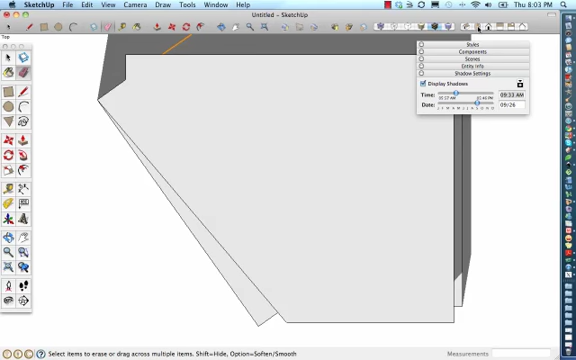 SketchUp File Edit View Camera Draw Tools Window Help
Thu 8:03 PM
Untitled - SketchUp
Top
Styles
Components
Scenes
Entity Info
Shadow Settings
Display Shadows
Time: 09:33 AM
Date: 09/26
Select items to erase or drag across multiple items. Shift=Hide, Option=Soften/Smooth
Measurements